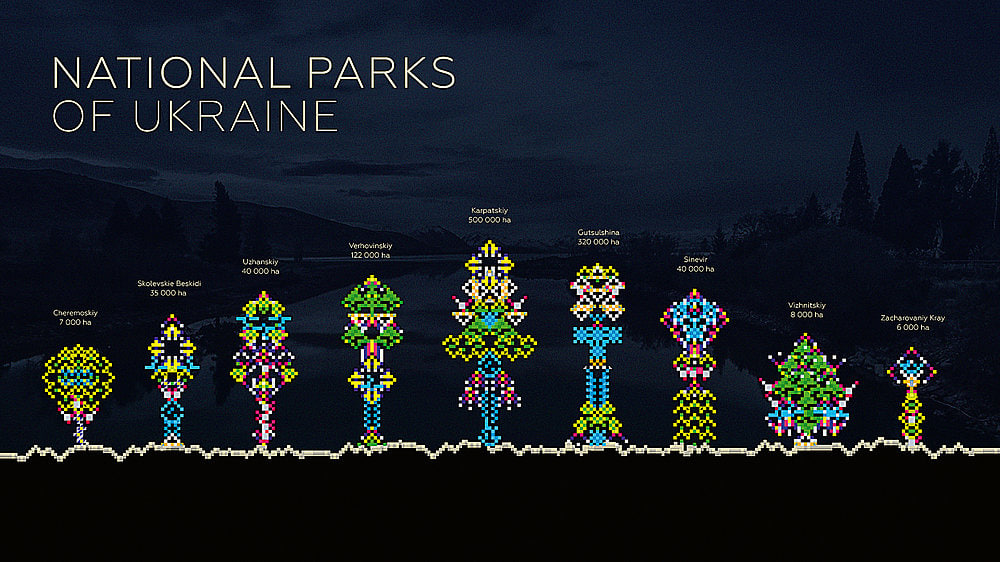 NATIONAL PARKS
OF UKRAINE
Cheremoskiy
7 000 ha
Skolevskie Beskidi
35 000 ha
Uzhanskiy
40 000 ha
Verhovinskiy
122 000 ha
Karpatskiy
500 000 ha
Gutsulshina
320 000 ha
Sinevir
40 000 ha
Vizhnitskiy
8 000 ha
Zacharovaniy Kray
6 000 ha